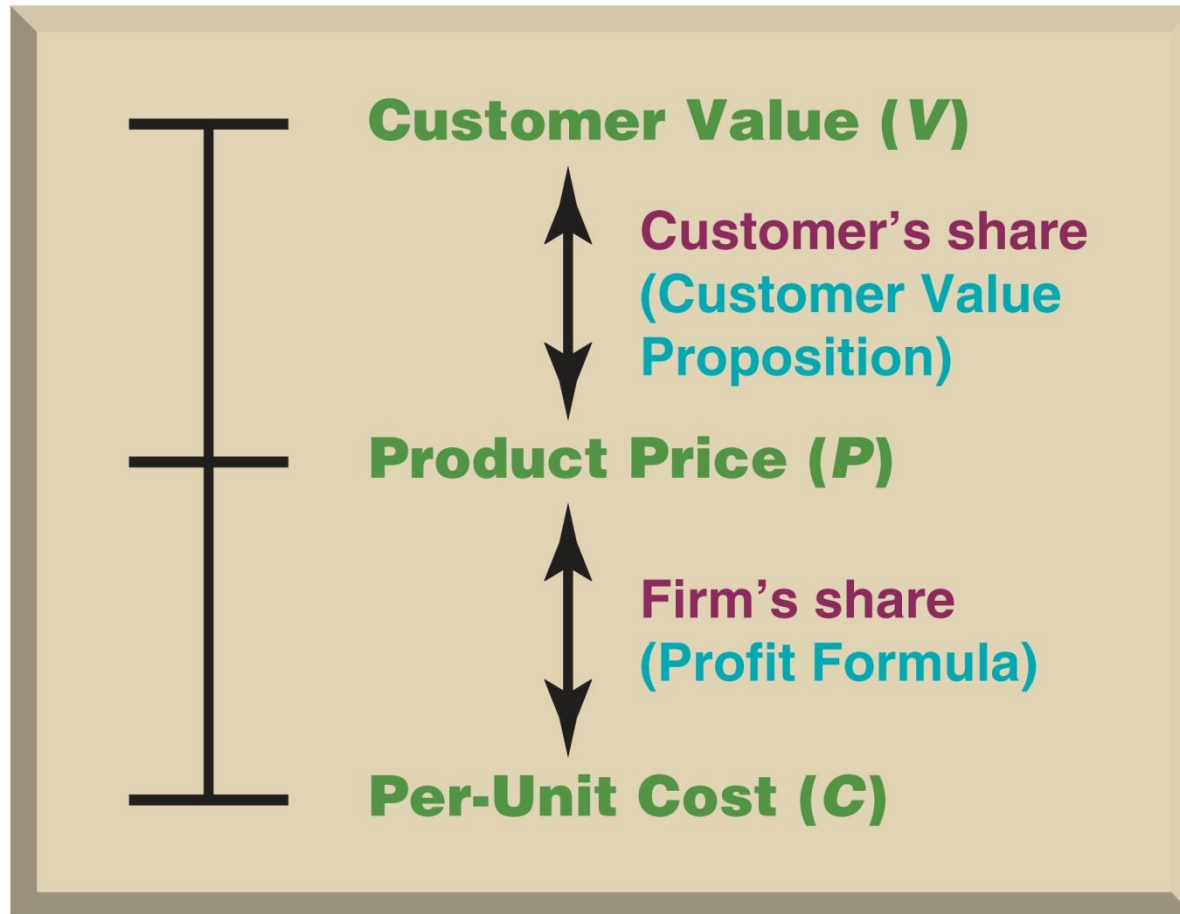 Customer Value (V)
Customer’s share
(Customer Value
Proposition)
Product Price (P)
Firm’s share
(Profit Formula)
Per-Unit Cost (C)